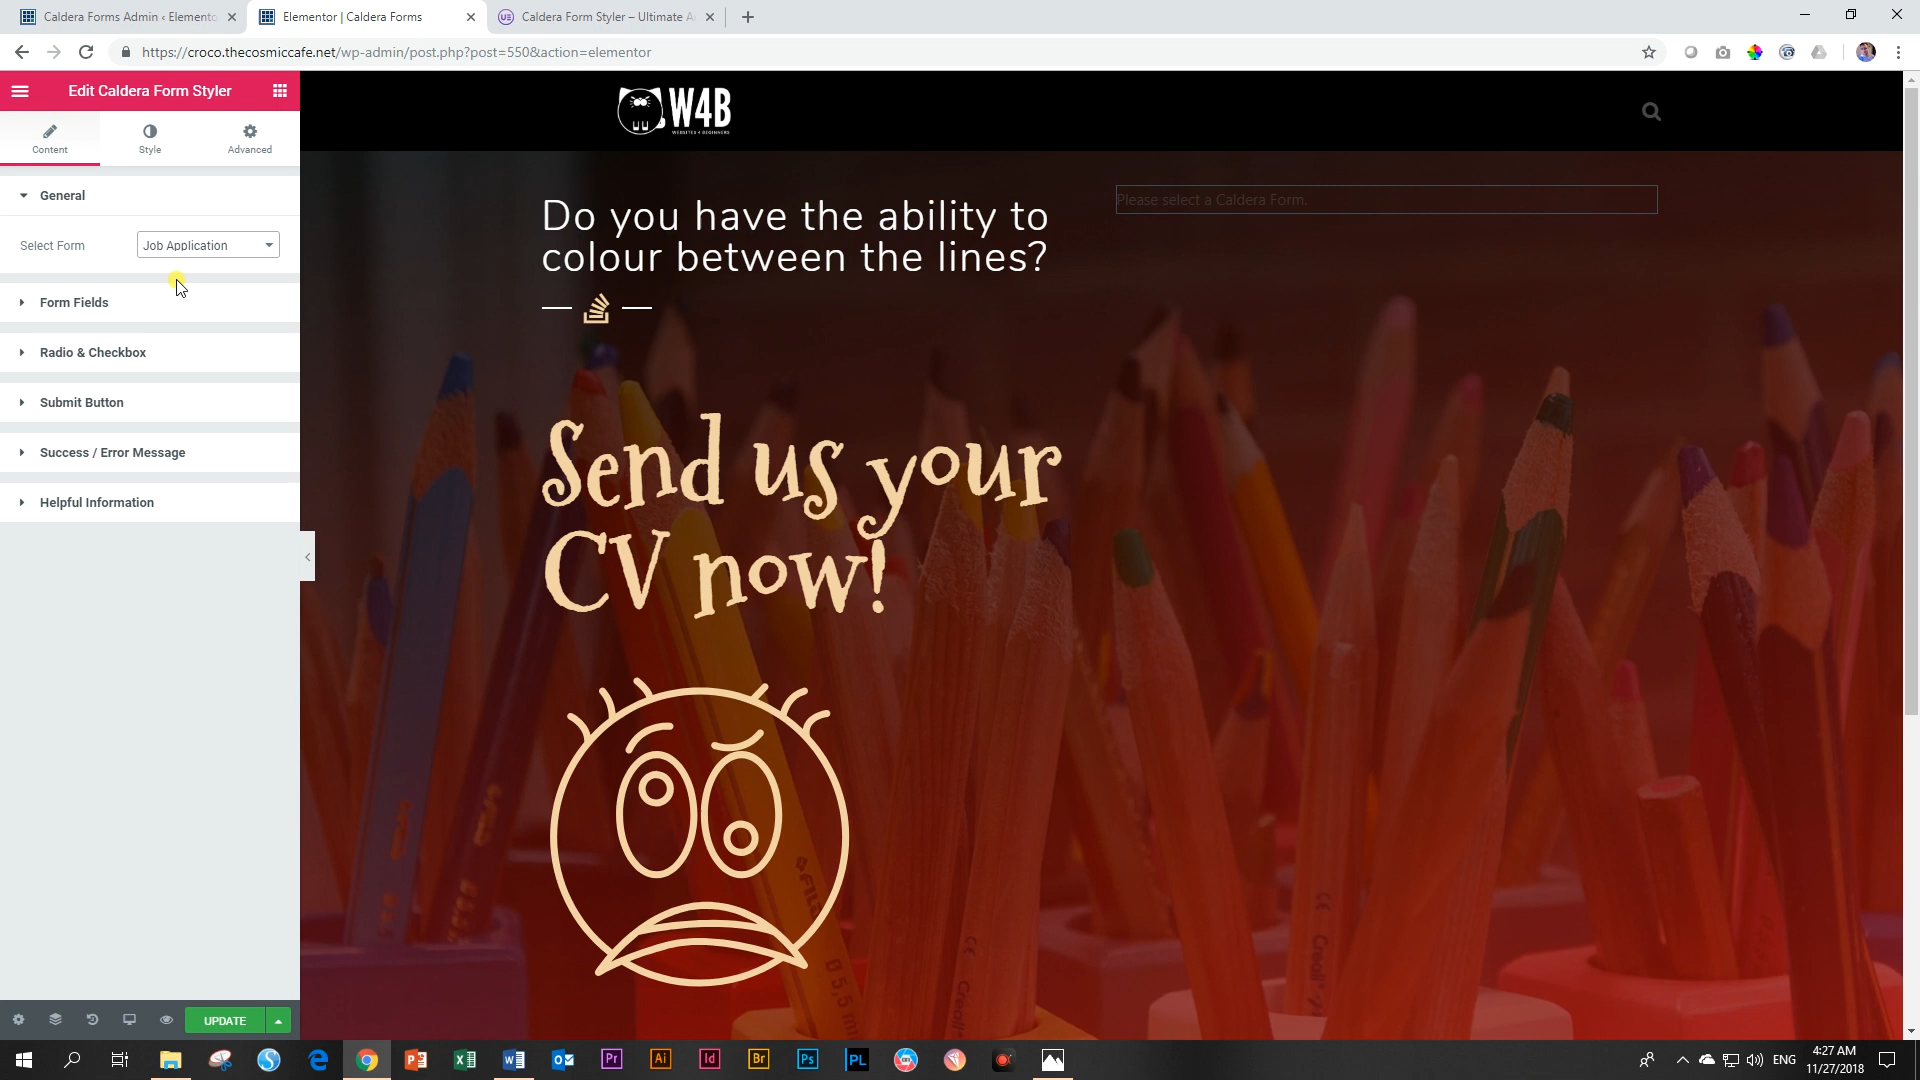 Caldera Forms Admin ‹ Elemento
Elementor | Caldera Forms
Caldera Form Styler – Ultimate A
https://croco.thecosmiccafe.net/wp-admin/post.php?post=550&action=elementor
Edit Caldera Form Styler
Content
Style
Advanced
General
Select Form
Job Application
Form Fields
Radio & Checkbox
Submit Button
Success / Error Message
Helpful Information
UPDATE
W4B
WEBSITES 4 BEGINNERS
Do you have the ability to
colour between the lines?
Please select a Caldera Form.
Send us your
CV now!
ENG
4:27 AM
11/27/2018